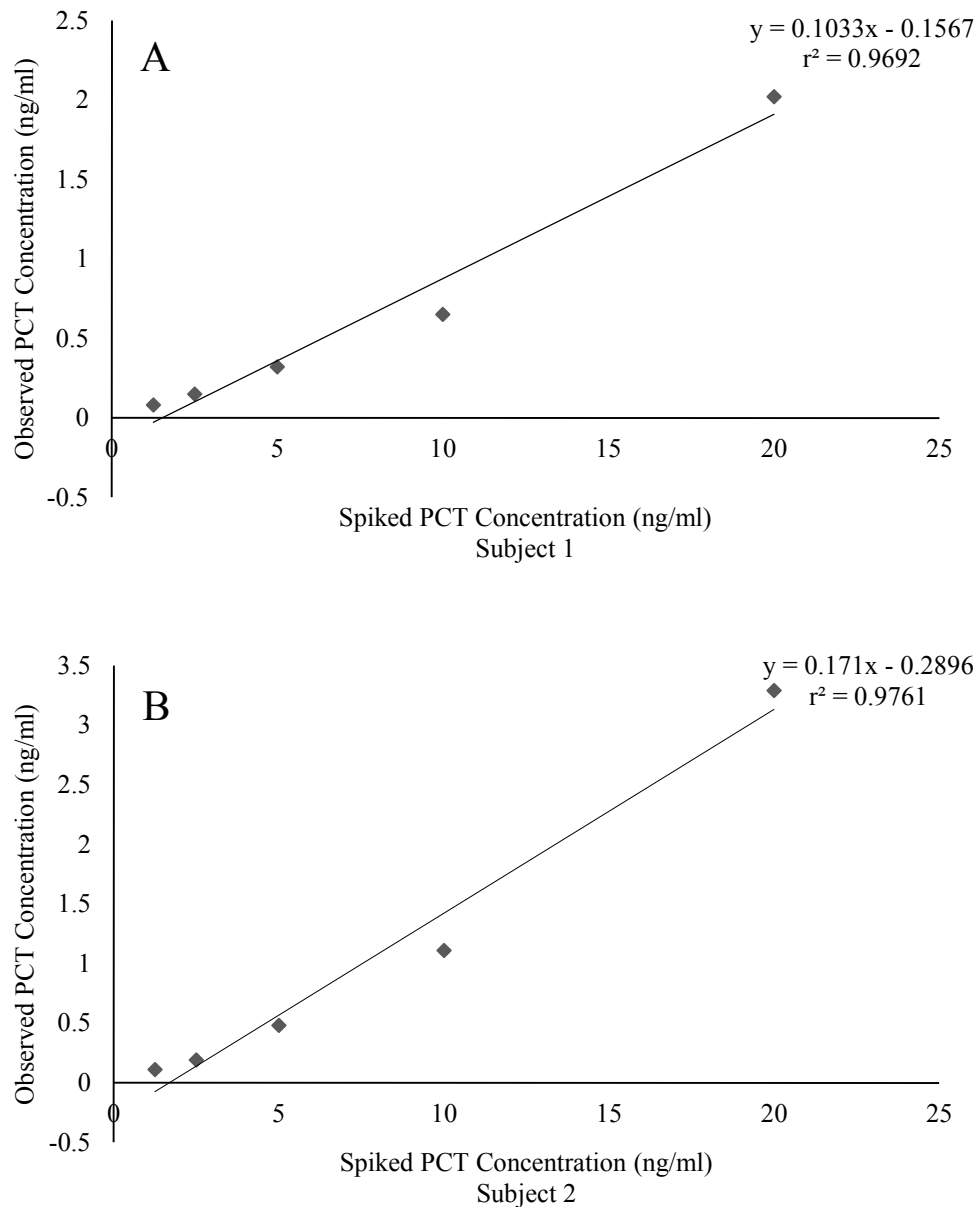 y = 0.1033x - 0.1567
r² = 0.9692
A
Observed PCT Concentration (ng/ml)
2.5
2
1.5
1
0.5
0
-0.5
0 5 10 15 20 25
Spiked PCT Concentration (ng/ml)
Subject 1
y = 0.171x - 0.2896
r² = 0.9761
B
Observed PCT Concentration (ng/ml)
3.5
3
2.5
2
1.5
1
0.5
0
-0.5
0 5 10 15 20 25
Spiked PCT Concentration (ng/ml)
Subject 2